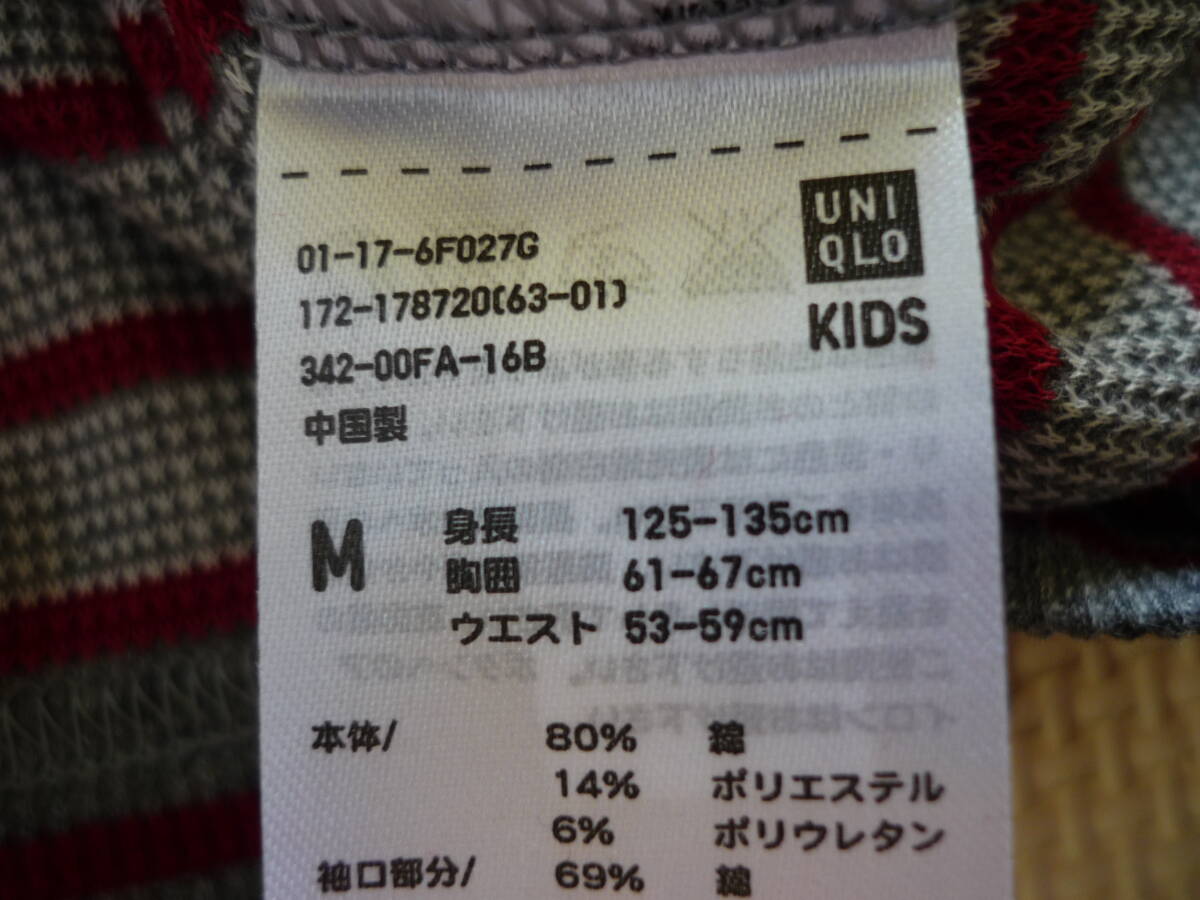 UNI
QLO
KIDS
01-17-6F027G
172-178720(63-01)
342-00FA-16B
中国製
M 身長 125-135cm
胸囲 61-67cm
ウエスト 53-59cm
本体/ 80% 綿
14% ポリエステル
6% ポリウレタン
袖口部分/ 69% 綿